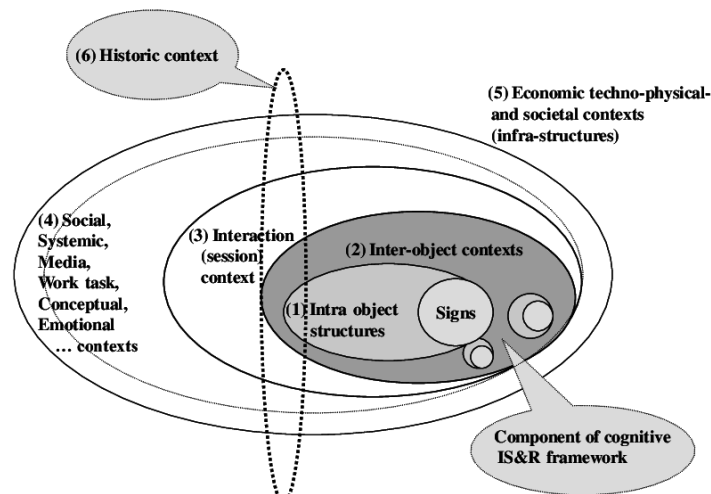 (6) Historic context
(5) Economic techno-physical-
and societal contexts
(infra-structures)
(4) Social,
Systemic,
Media,
Work task,
Conceptual,
Emotional
... contexts
(3) Interaction
(session)
context
(2) Inter-object contexts
(1) Intra object
structures
Signs
Component of cognitive
IS&R framework